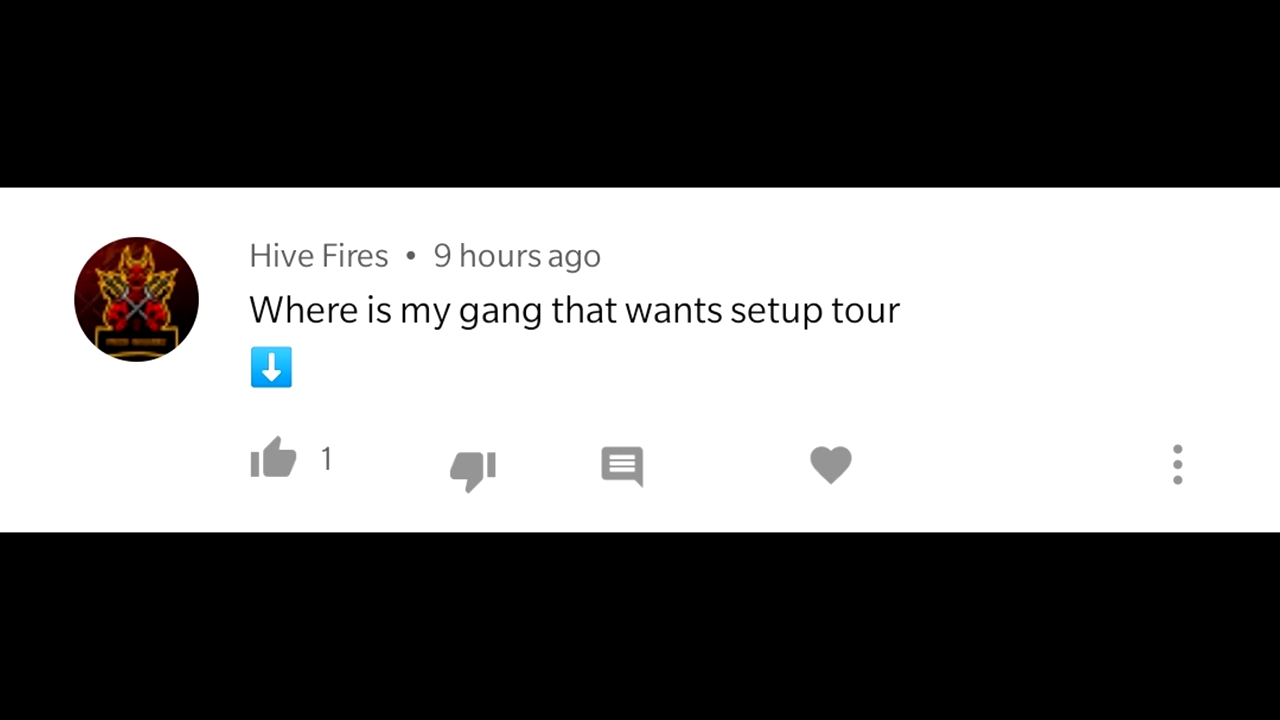 Hive Fires • 9 hours ago
Where is my gang that wants setup tour
⬇️
1